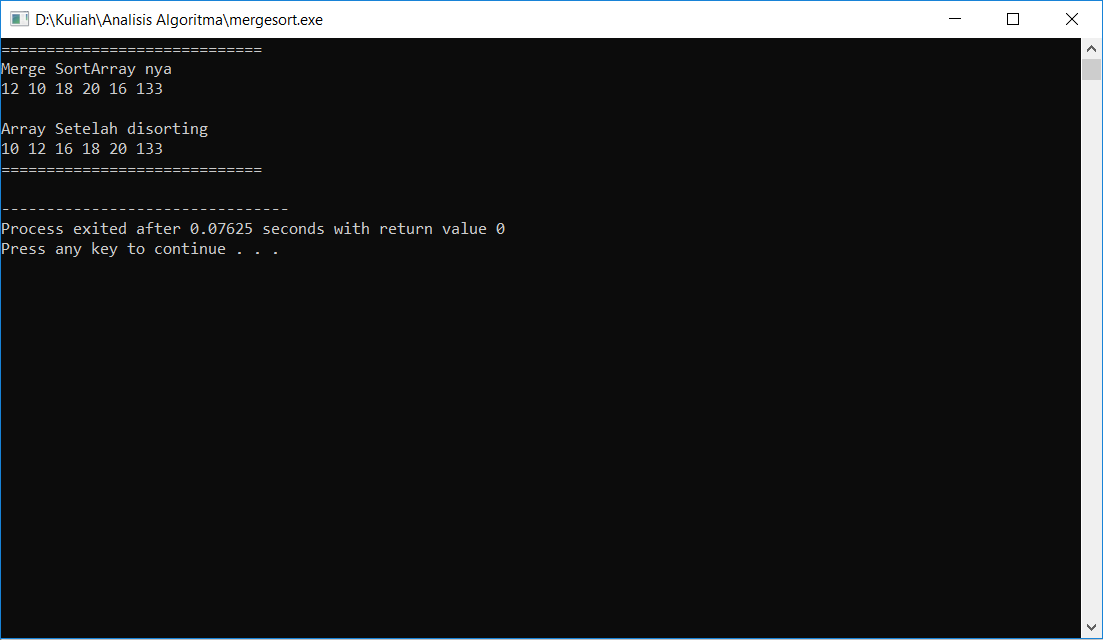 D:\Kuliah\Analisis Algoritma\mergesort.exe
=============================
Merge SortArray nya
12 10 18 20 16 133
Array Setelah disorting
10 12 16 18 20 133
=============================
--------------------------------
Process exited after 0.07625 seconds with return value 0
Press any key to continue . . .